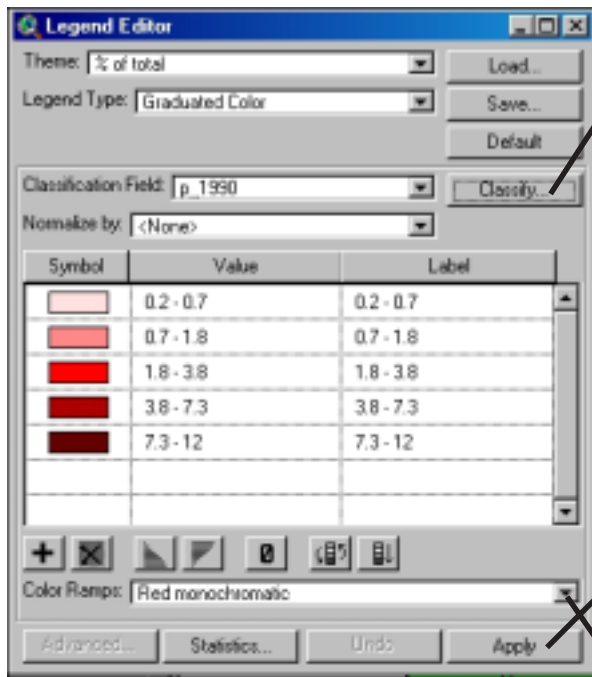 Legend Editor
Theme: % of total
Load...
Legend Type: Graduated Color
Save...
Default
Classification Field: p_1990
Classify...
Normalize by: <None>
Symbol Value Label
0.2 - 0.7 0.2 - 0.7
0.7 - 1.8 0.7 - 1.8
1.8 - 3.8 1.8 - 3.8
3.8 - 7.3 3.8 - 7.3
7.3 - 12 7.3 - 12
Color Ramps: Red monochromatic
Advanced... Statistics... Undo Apply